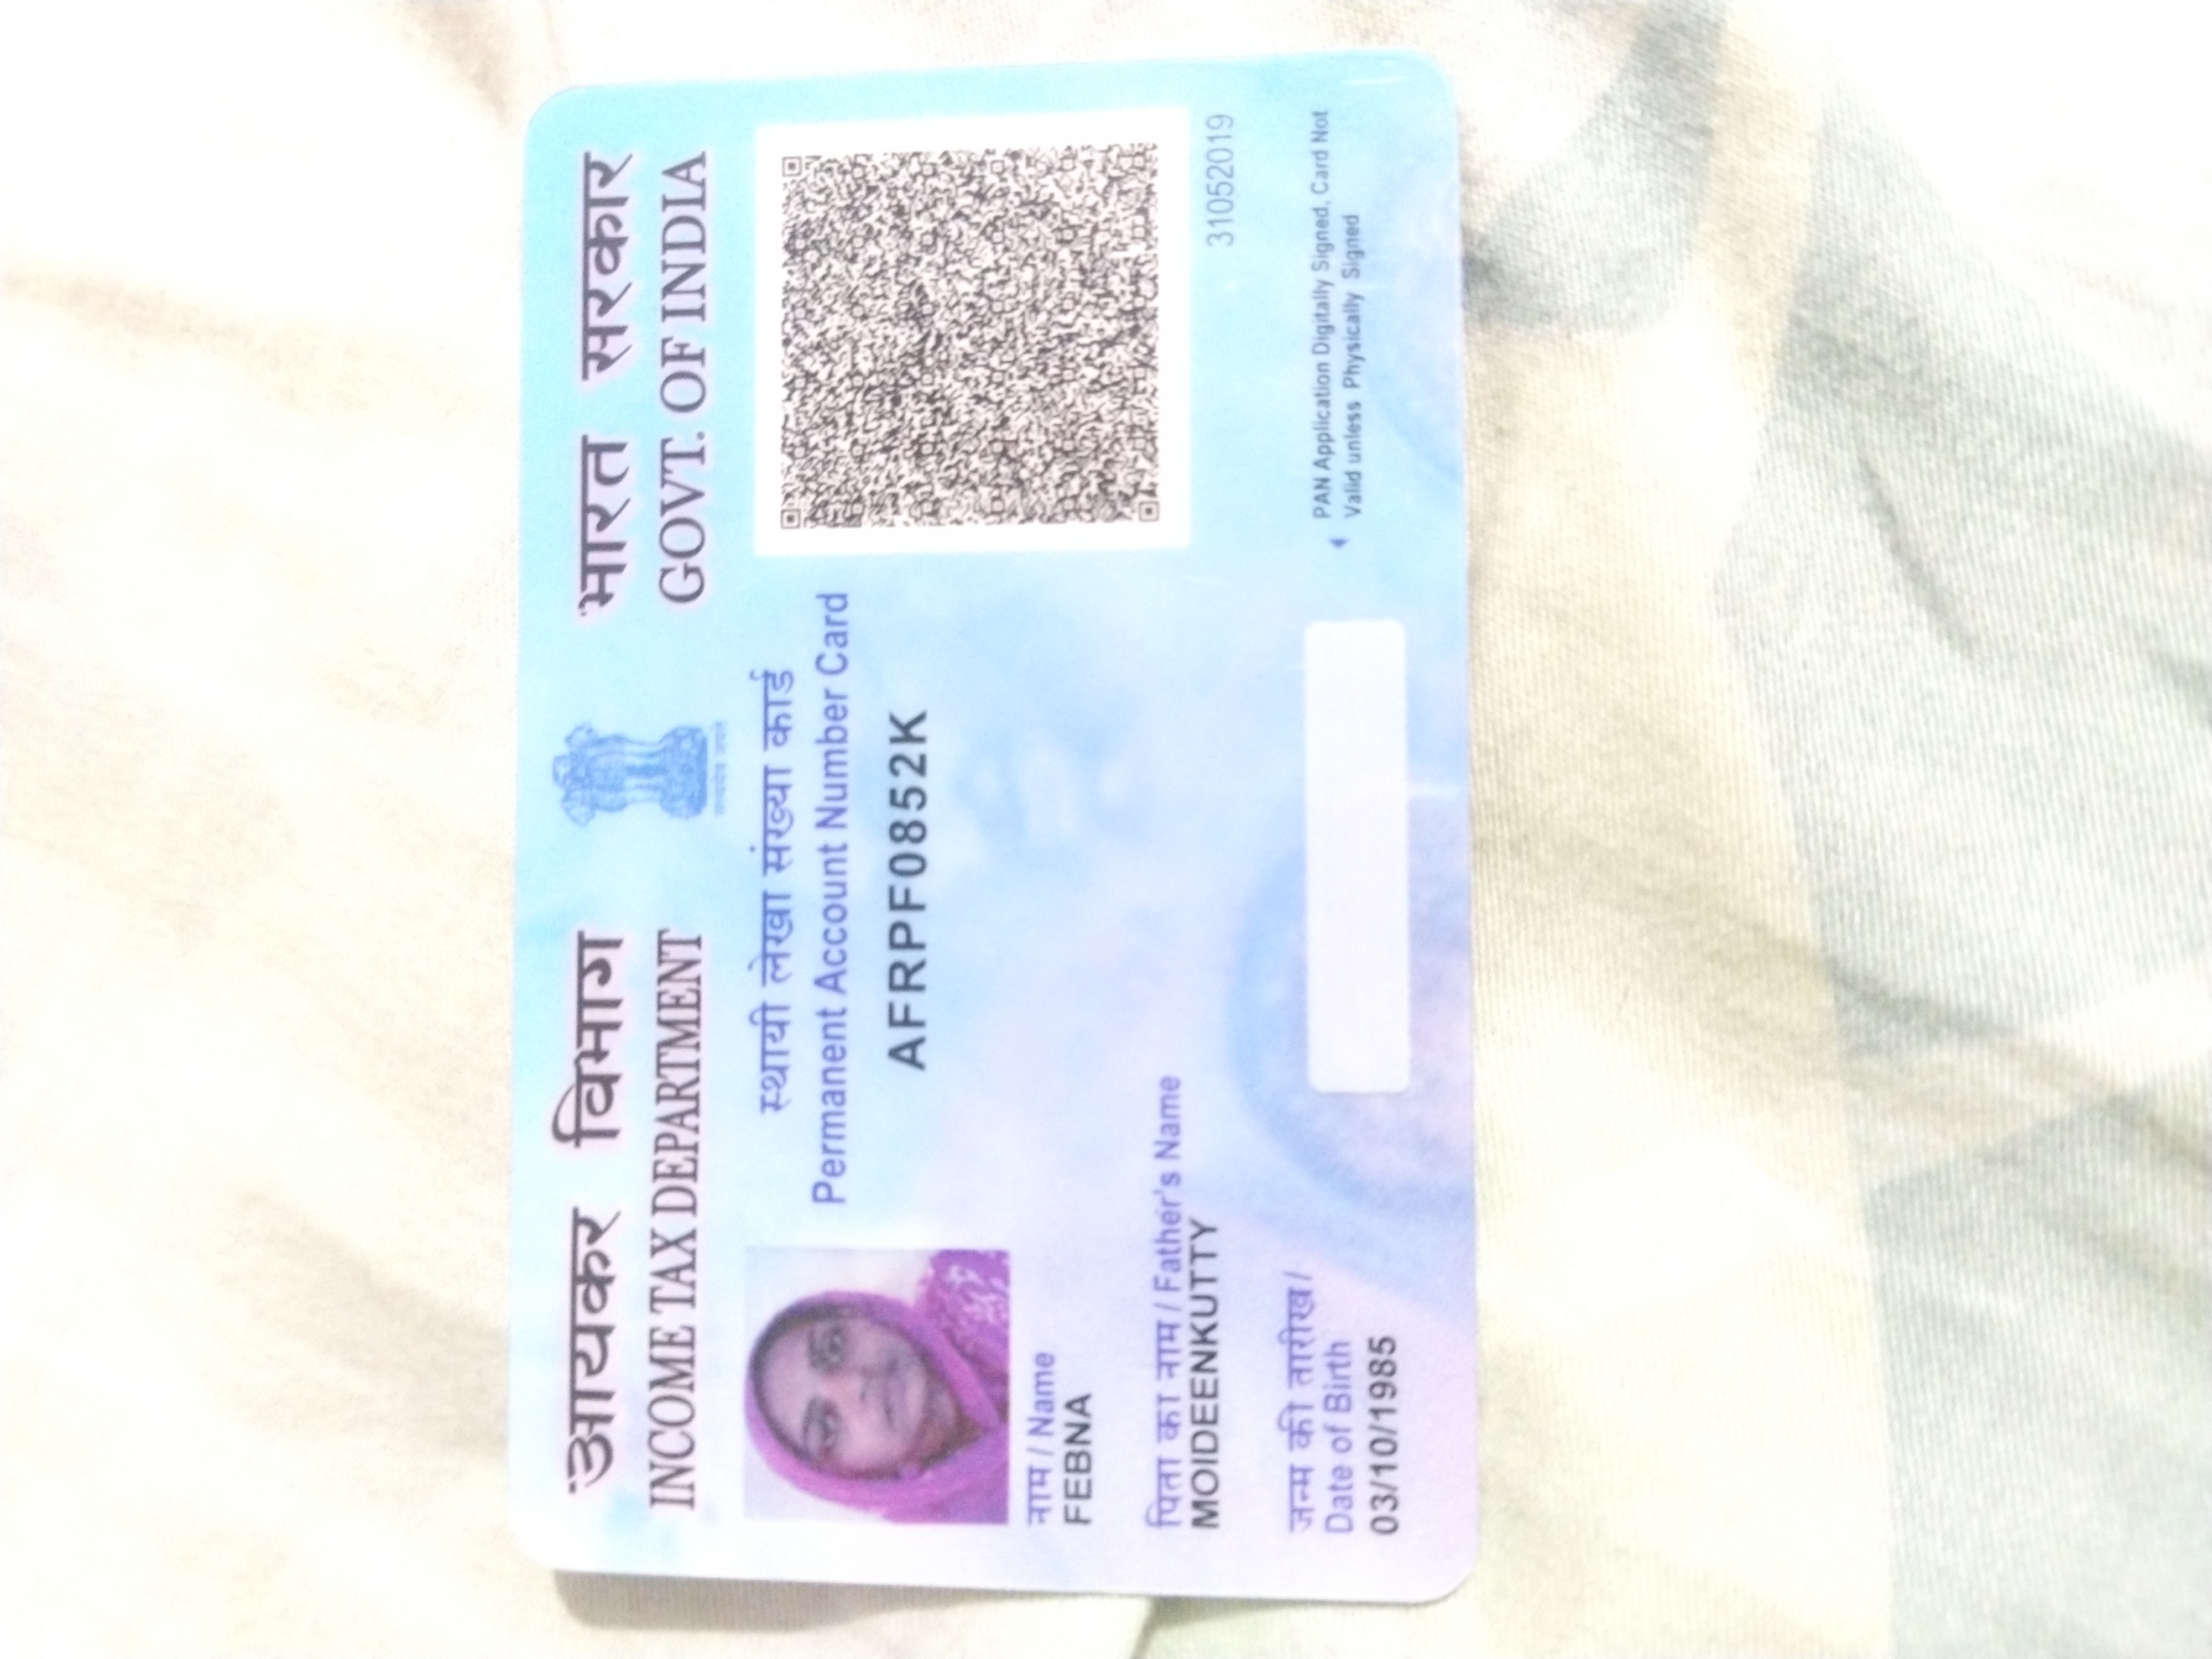 आयकर विभाग
INCOME TAX DEPARTMENT
भारत सरकार
GOVT. OF INDIA
स्थायी लेखा संख्या कार्ड
Permanent Account Number Card
AFRPF0852K
नाम / Name
FEBNA
पिता का नाम / Father's Name
MOIDEENKUTTY
जन्म की तारीख /
Date of Birth
03/10/1985
31052019
PAN Application Digitally Signed, Card Not
Valid unless Physically Signed